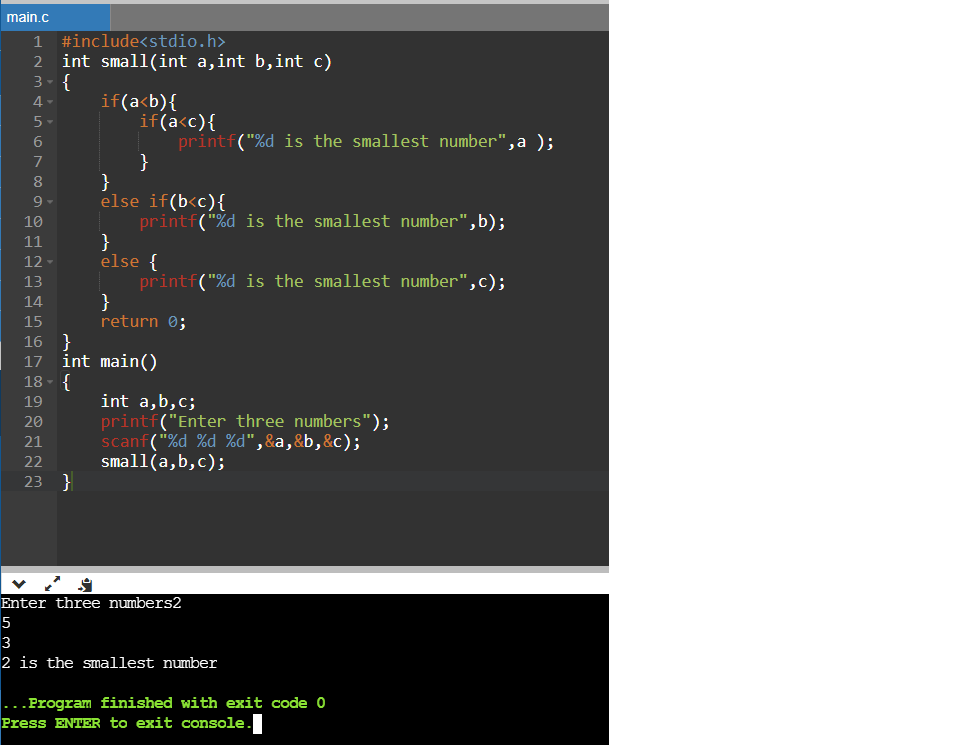 main.c
1 #include<stdio.h>
2 int small(int a,int b,int c)
3 {
4     if(a<b){
5         if(a<c){
6             printf("%d is the smallest number",a );
7         }
8     }
9     else if(b<c){
10         printf("%d is the smallest number",b);
11     }
12     else {
13         printf("%d is the smallest number",c);
14     }
15     return 0;
16 }
17 int main()
18 {
19     int a,b,c;
20     printf("Enter three numbers");
21     scanf("%d %d %d",&a,&b,&c);
22     small(a,b,c);
23 }
Enter three numbers2
5
3
2 is the smallest number
...Program finished with exit code 0
Press ENTER to exit console.